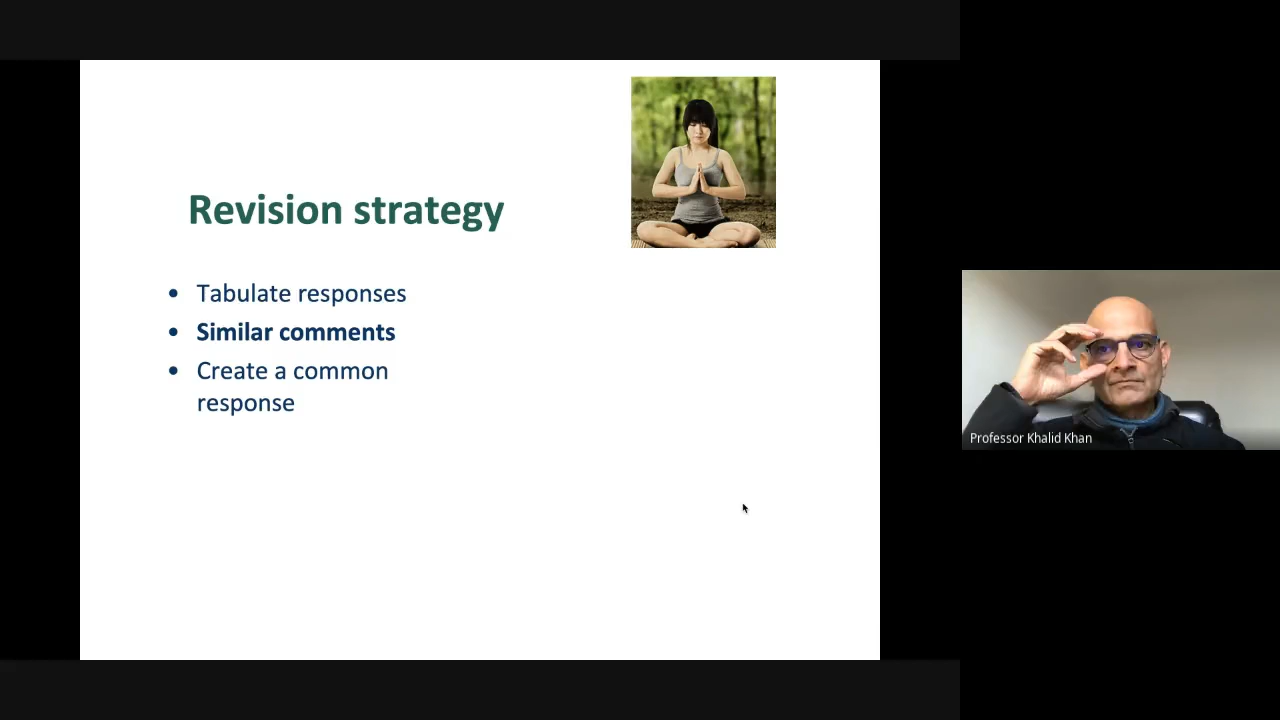 Revision strategy
• Tabulate responses
• Similar comments
• Create a common
response
Professor Khalid Khan